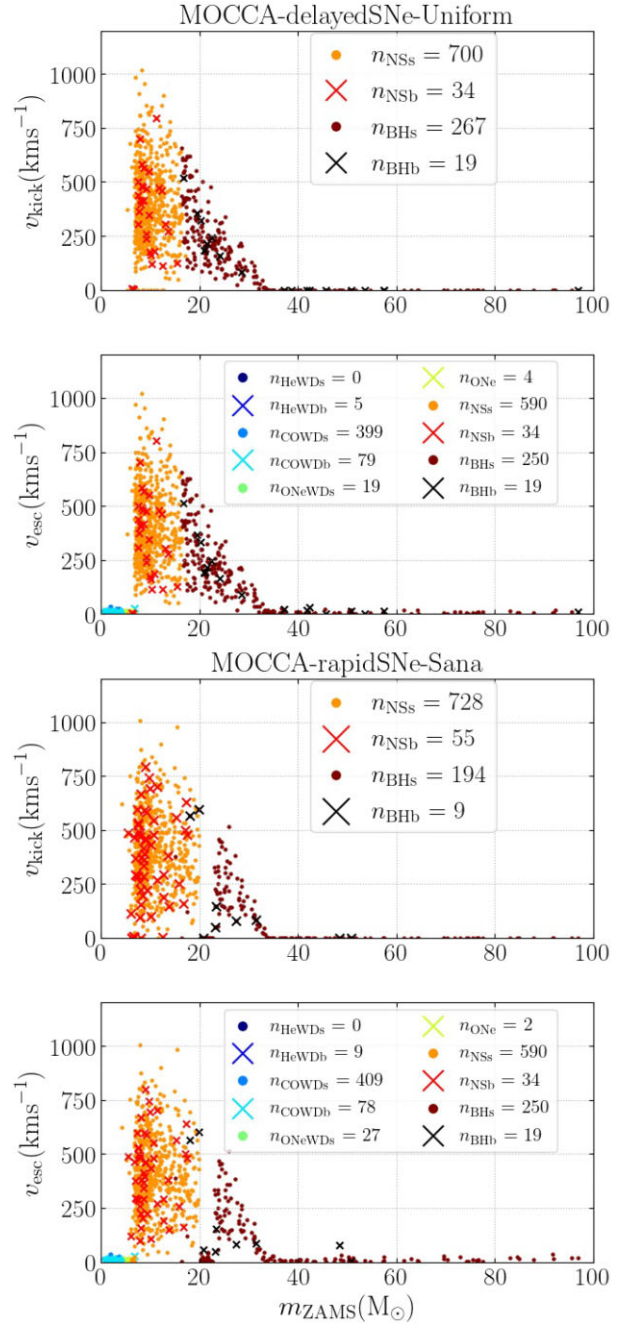 MOCCA-delayedSNe-Uniform
v_kick(kms⁻¹)
1000
750
500
250
0
n_NSs = 700
n_NSb = 34
n_BHs = 267
n_BHb = 19
0 20 40 60 80 100
v_esc(kms⁻¹)
1000
750
500
250
0
n_HeWDs = 0
n_HeWDb = 5
n_COWDs = 399
n_COWDb = 79
n_ONeWDs = 19
n_ONe = 4
n_NSs = 590
n_NSb = 34
n_BHs = 250
n_BHb = 19
0 20 40 60 80 100
MOCCA-rapidSNe-Sana
v_kick(kms⁻¹)
1000
750
500
250
0
n_NSs = 728
n_NSb = 55
n_BHs = 194
n_BHb = 9
0 20 40 60 80 100
v_esc(kms⁻¹)
1000
750
500
250
0
n_HeWDs = 0
n_HeWDb = 9
n_COWDs = 409
n_COWDb = 78
n_ONeWDs = 27
n_ONe = 2
n_NSs = 590
n_NSb = 34
n_BHs = 250
n_BHb = 19
0 20 40 60 80 100
m_ZAMS(M_⊙)